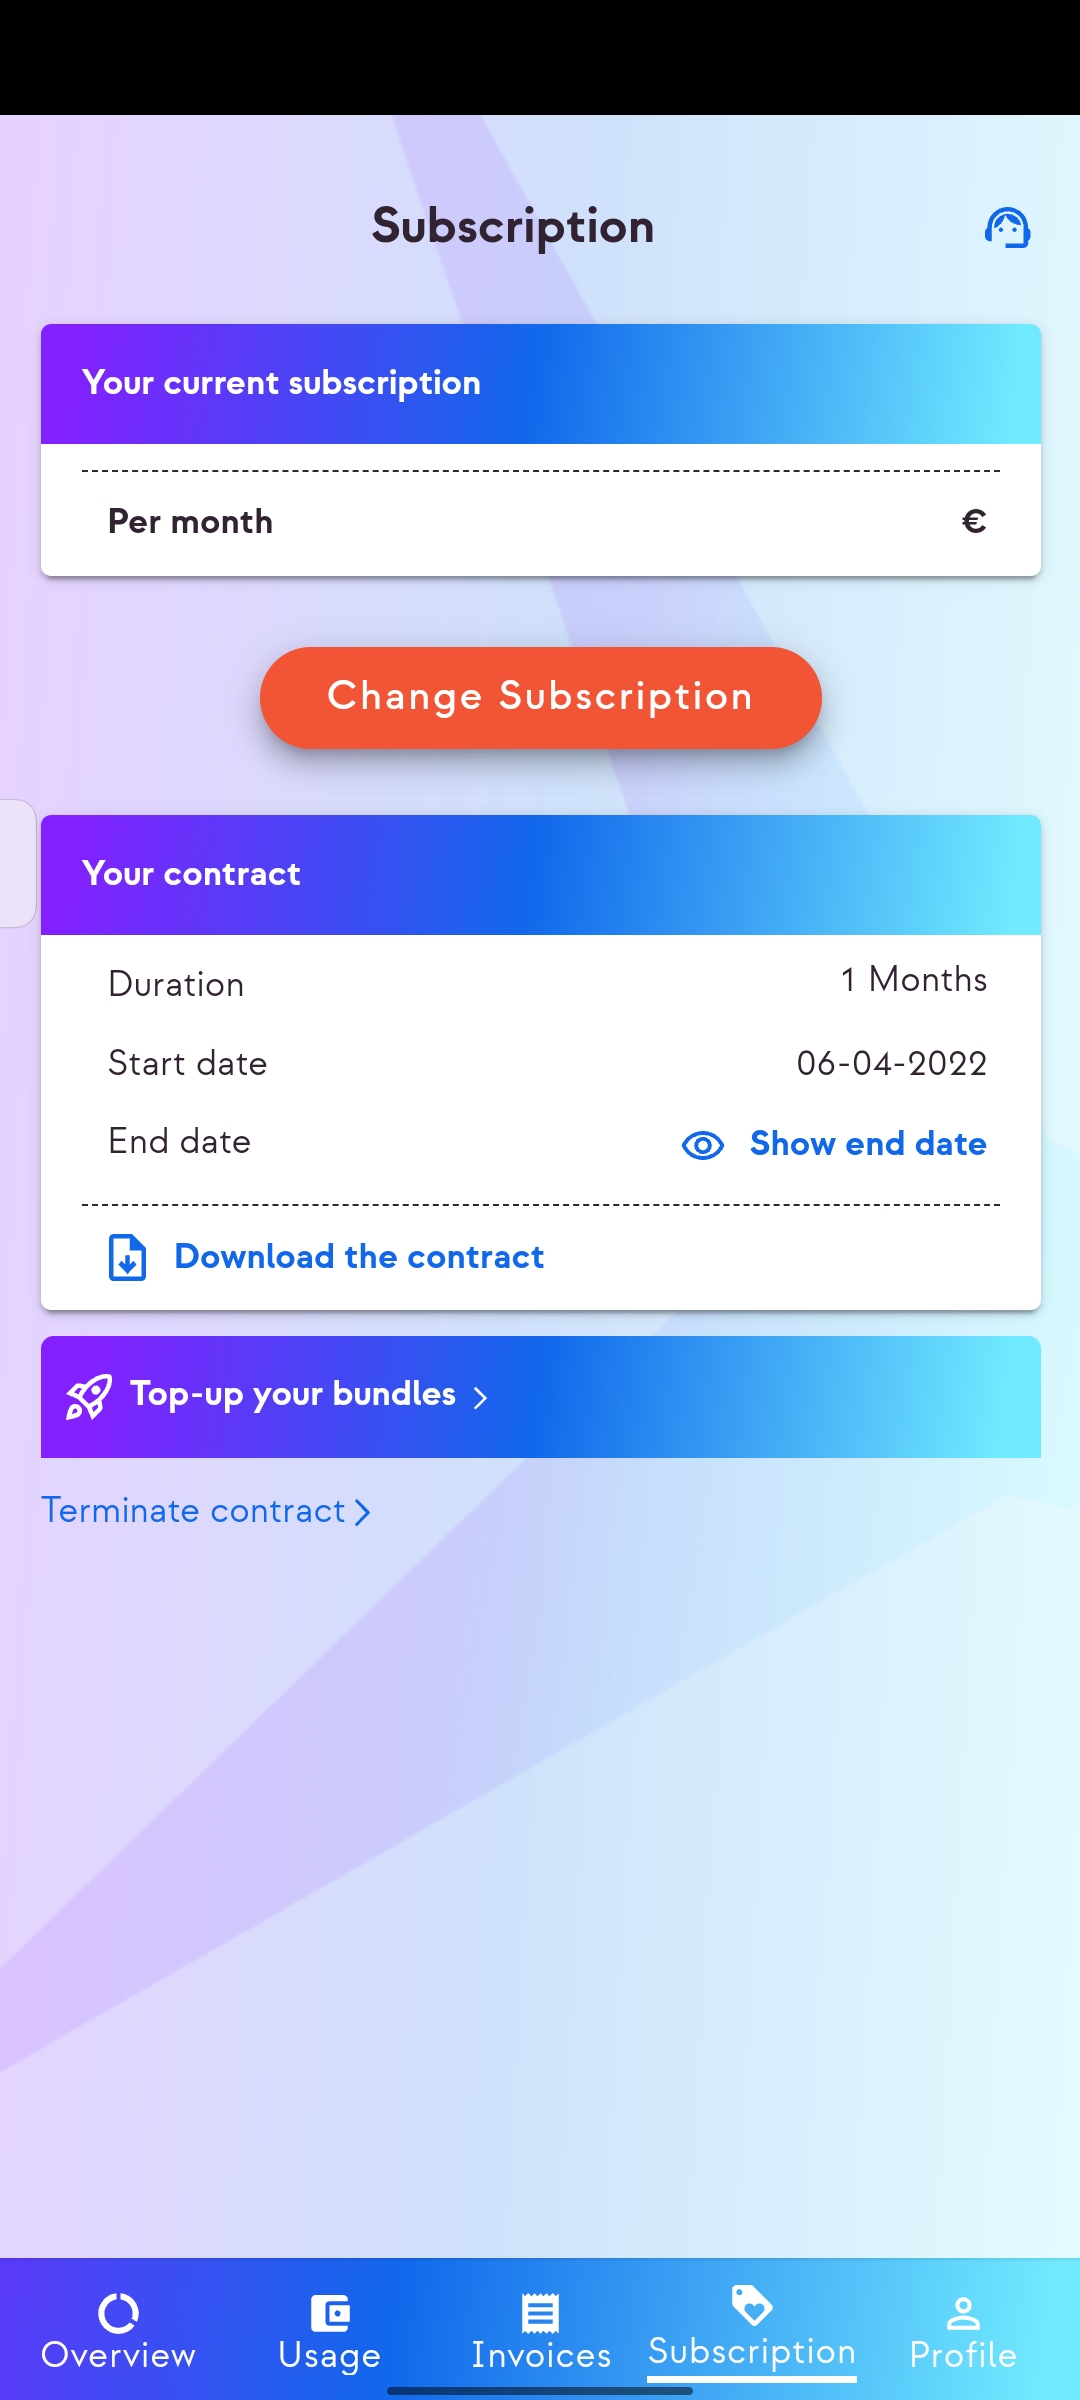 Subscription
Your current subscription
Per month €
Change Subscription
Your contract
Duration 1 Months
Start date 06-04-2022
End date Show end date
Download the contract
Top-up your bundles
Terminate contract
Overview Usage Invoices Subscription Profile